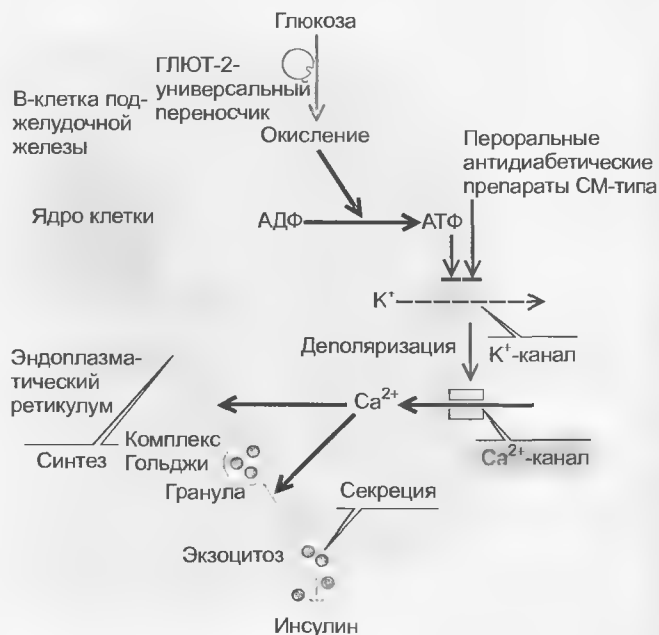 Глюкоза
ГЛЮТ-2-
универсальный
переносчик
В-клетка под-
желудочной
железы
Окисление
Пероральные
антидиабетические
препараты СМ-типа
Ядро клетки
АДФ
АТФ
K⁺
K⁺-канал
Деполяризация
Эндоплазма-
тический
ретикулум
Ca²⁺
Ca²⁺-канал
Синтез
Комплекс
Гольджи
Гранула
Секреция
Экзоцитоз
Инсулин